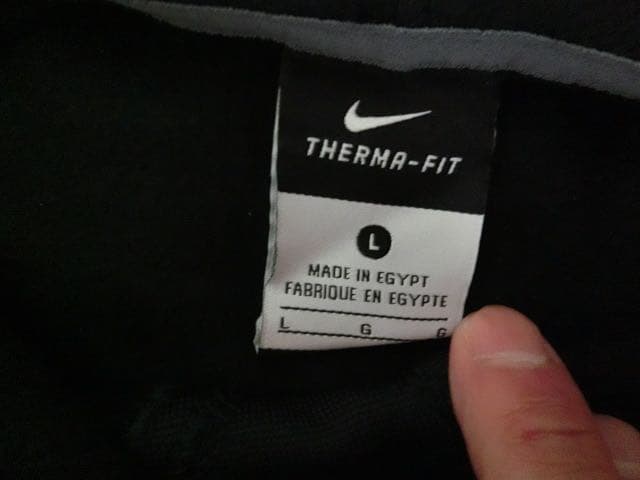 THERMA-FIT
L
MADE IN EGYPT
FABRIQUE EN EGYPTE
L G G